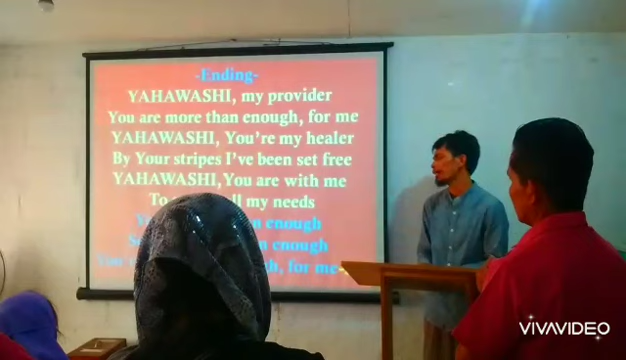 -Ending-
YAHAWASHI, my provider
You are more than enough, for me
YAHAWASHI, You're my healer
By Your stripes I've been set free
YAHAWASHI,You are with me
To my needs
enough
enough
for me
VIVAVIDEO